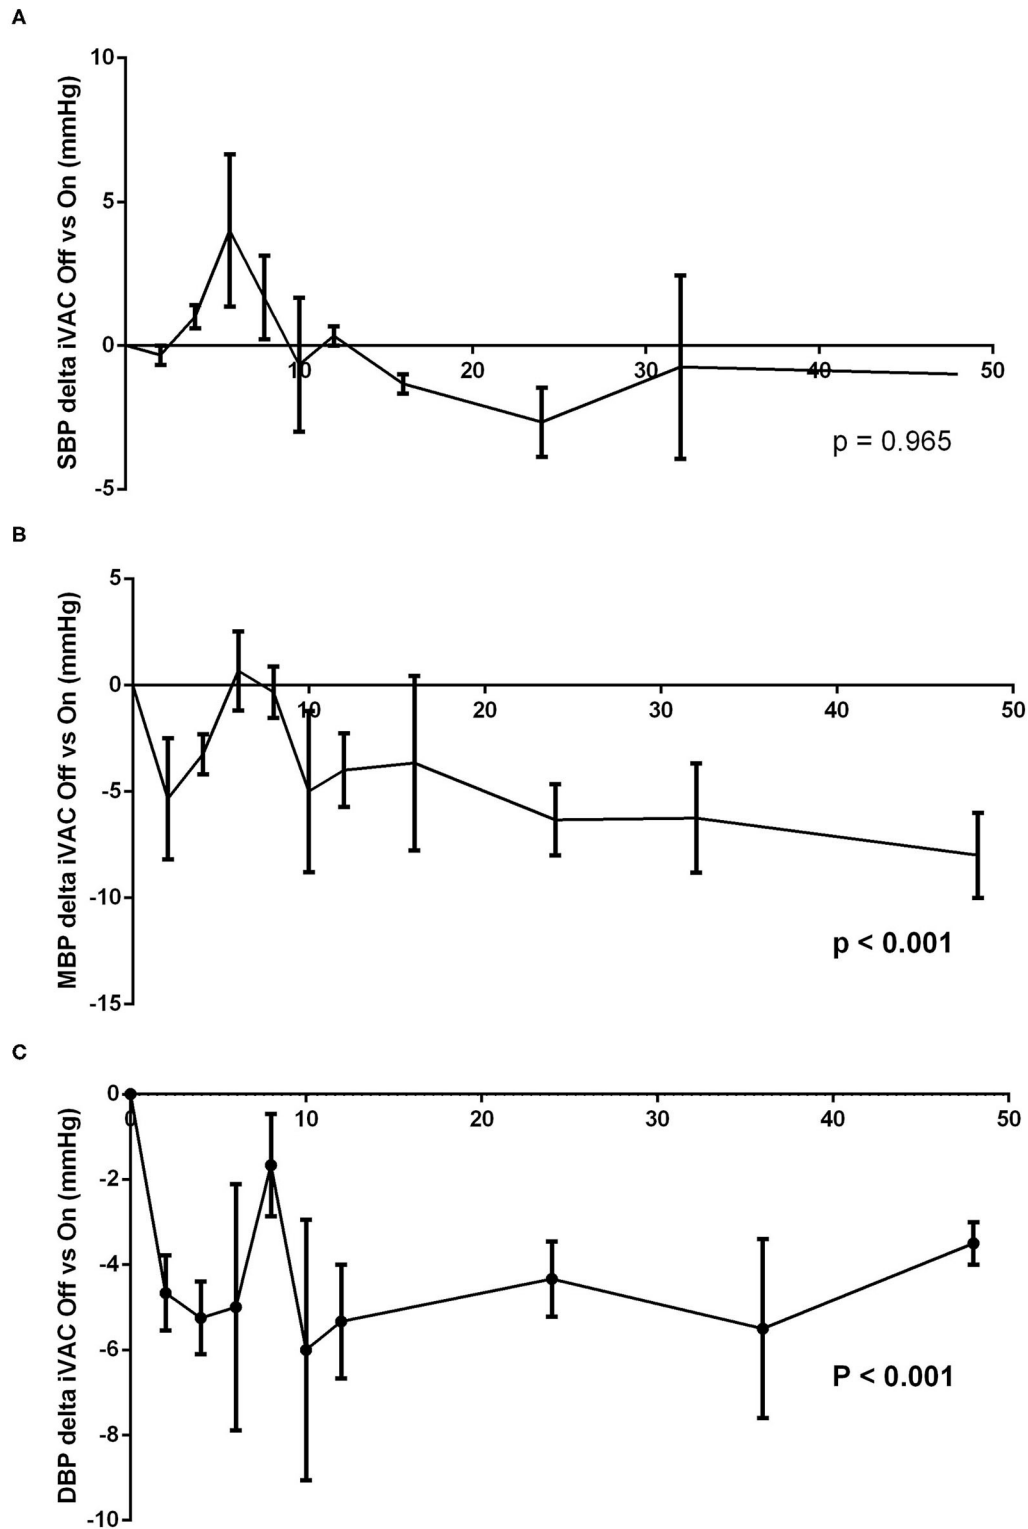 A
SBP delta iVAC Off vs On (mmHg)
10
5
0
-5
10 20 30 40 50
p = 0.965
B
MBP delta iVAC Off vs On (mmHg)
5
0
-5
-10
-15
10 20 30 40 50
p < 0.001
C
DBP delta iVAC Off vs On (mmHg)
0
-2
-4
-6
-8
-10
0 10 20 30 40 50
P < 0.001